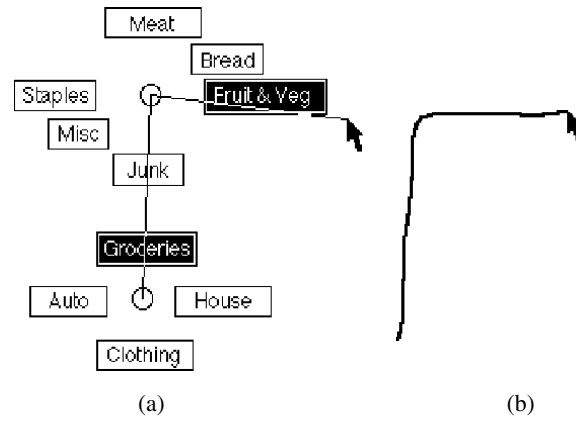 Meat
Bread
Staples
Fruit & Veg
Misc
Junk
Groceries
Auto
House
Clothing
(a)
(b)